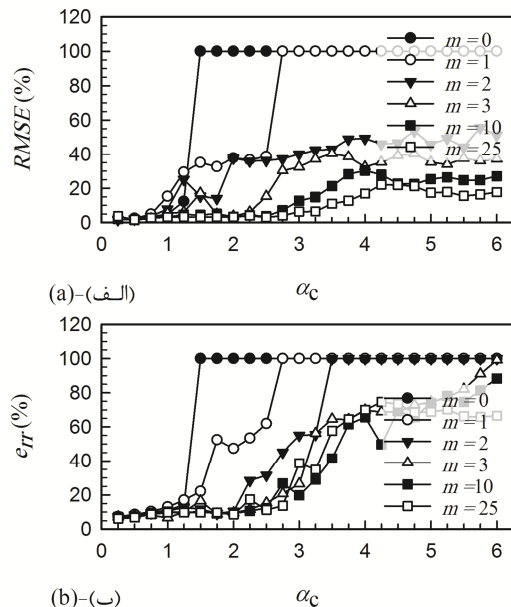 120
100
80
60
40
20
0
RMSE (%)
m = 0
m = 1
m = 2
m = 3
m = 10
m = 25
0 1 2 3 4 5 6
(a)-(الف)
αc
120
100
80
60
40
20
0
err (%)
m = 0
m = 1
m = 2
m = 3
m = 10
m = 25
0 1 2 3 4 5 6
(b)-(ب)
αc